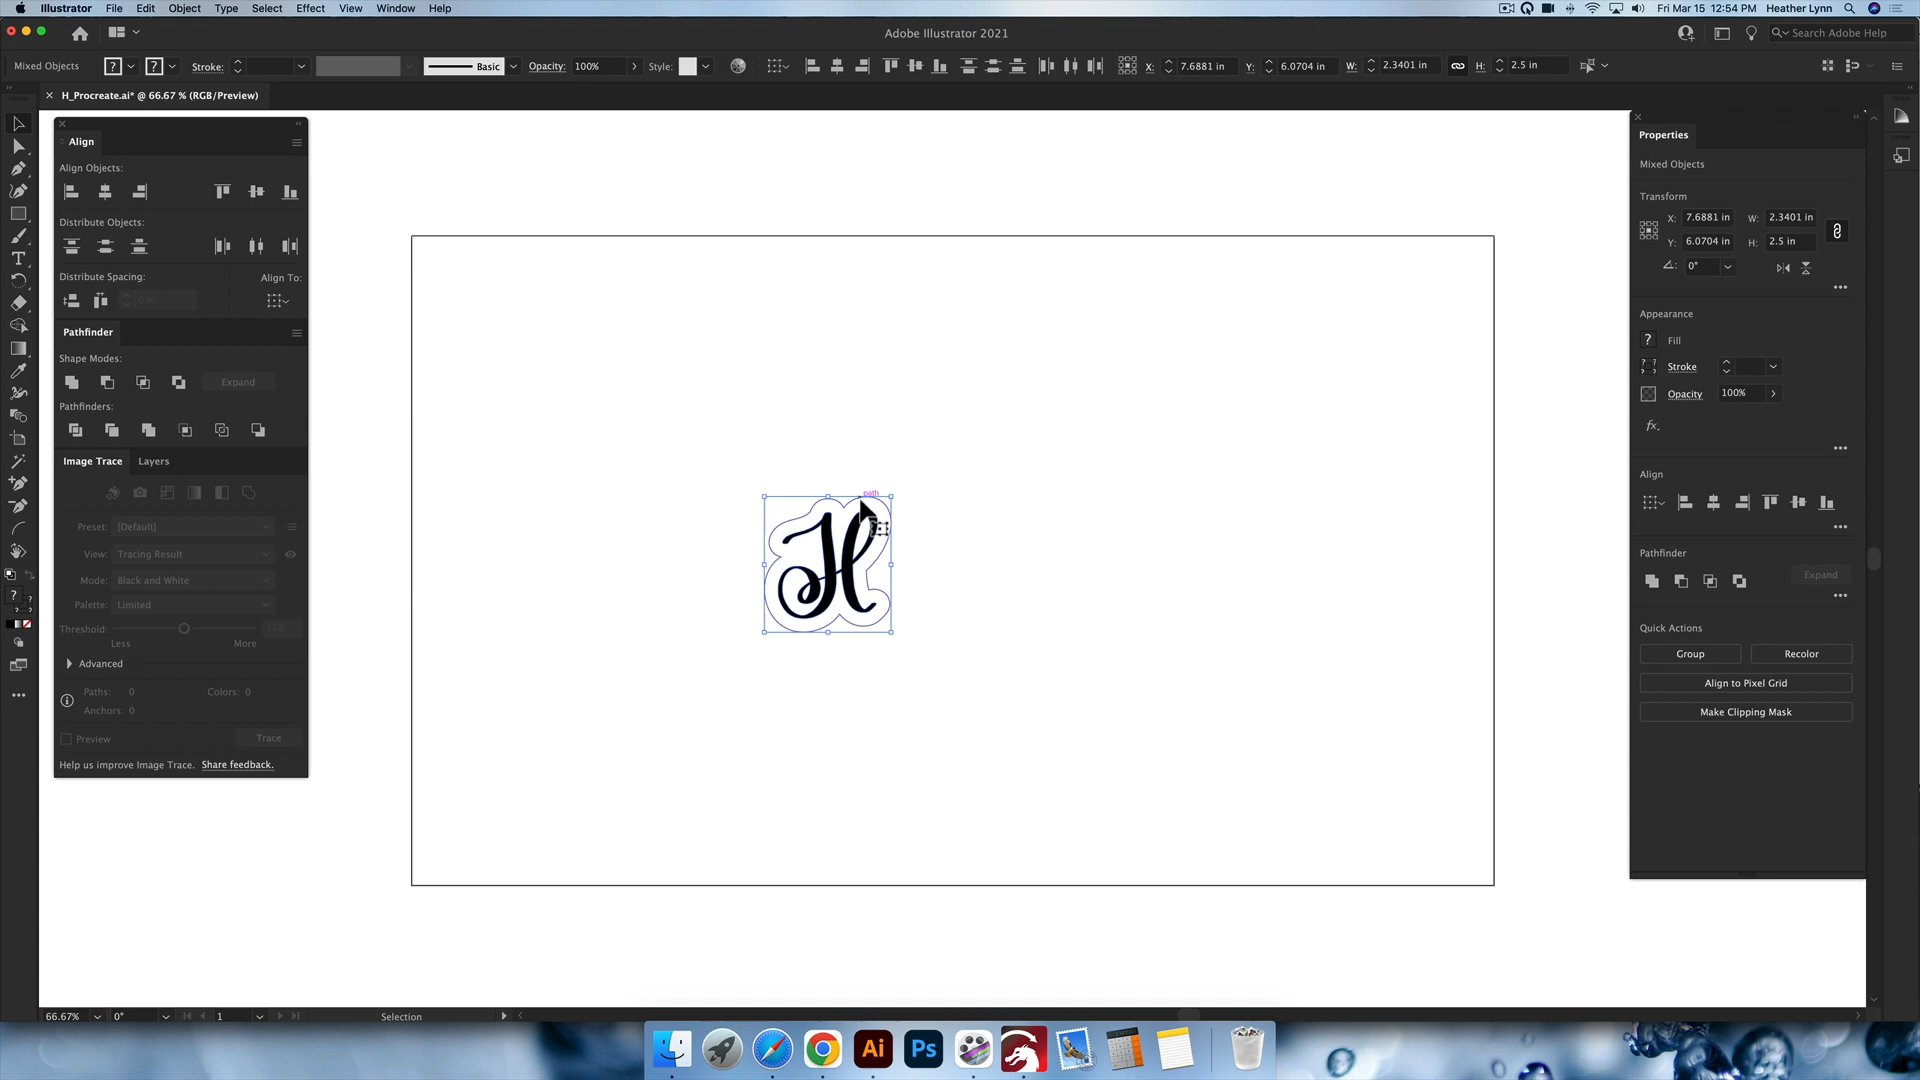 Illustrator File Edit Object Type Select Effect View Window Help Fri Mar 15 12:54 PM Heather Lynn
Adobe Illustrator 2021 Search Adobe Help
Mixed Objects ? ? Stroke: Basic Opacity: 100% Style: X: 7.6881 in Y: 6.0704 in W: 2.3401 in H: 2.5 in
H_Procreate.ai* @ 66.67 % (RGB/Preview)
Align
Align Objects:
Distribute Objects:
Distribute Spacing: Align To:
0 in
Pathfinder
Shape Modes:
Expand
Pathfinders:
Image Trace Layers
Preset: [Default]
View: Tracing Result
Mode: Black and White
Palette: Limited
Threshold: 128
Less More
Advanced
Paths: 0 Colors: 0
Anchors: 0
Preview Trace
Help us improve Image Trace. Share feedback.
path
H
Properties
Mixed Objects
Transform
X: 7.6881 in W: 2.3401 in
Y: 6.0704 in H: 2.5 in
0°
Appearance
? Fill
Stroke
Opacity 100%
fx.
Align
Pathfinder
Expand
Quick Actions
Group Recolor
Align to Pixel Grid
Make Clipping Mask
66.67% 0° 1 Selection
Ai Ps